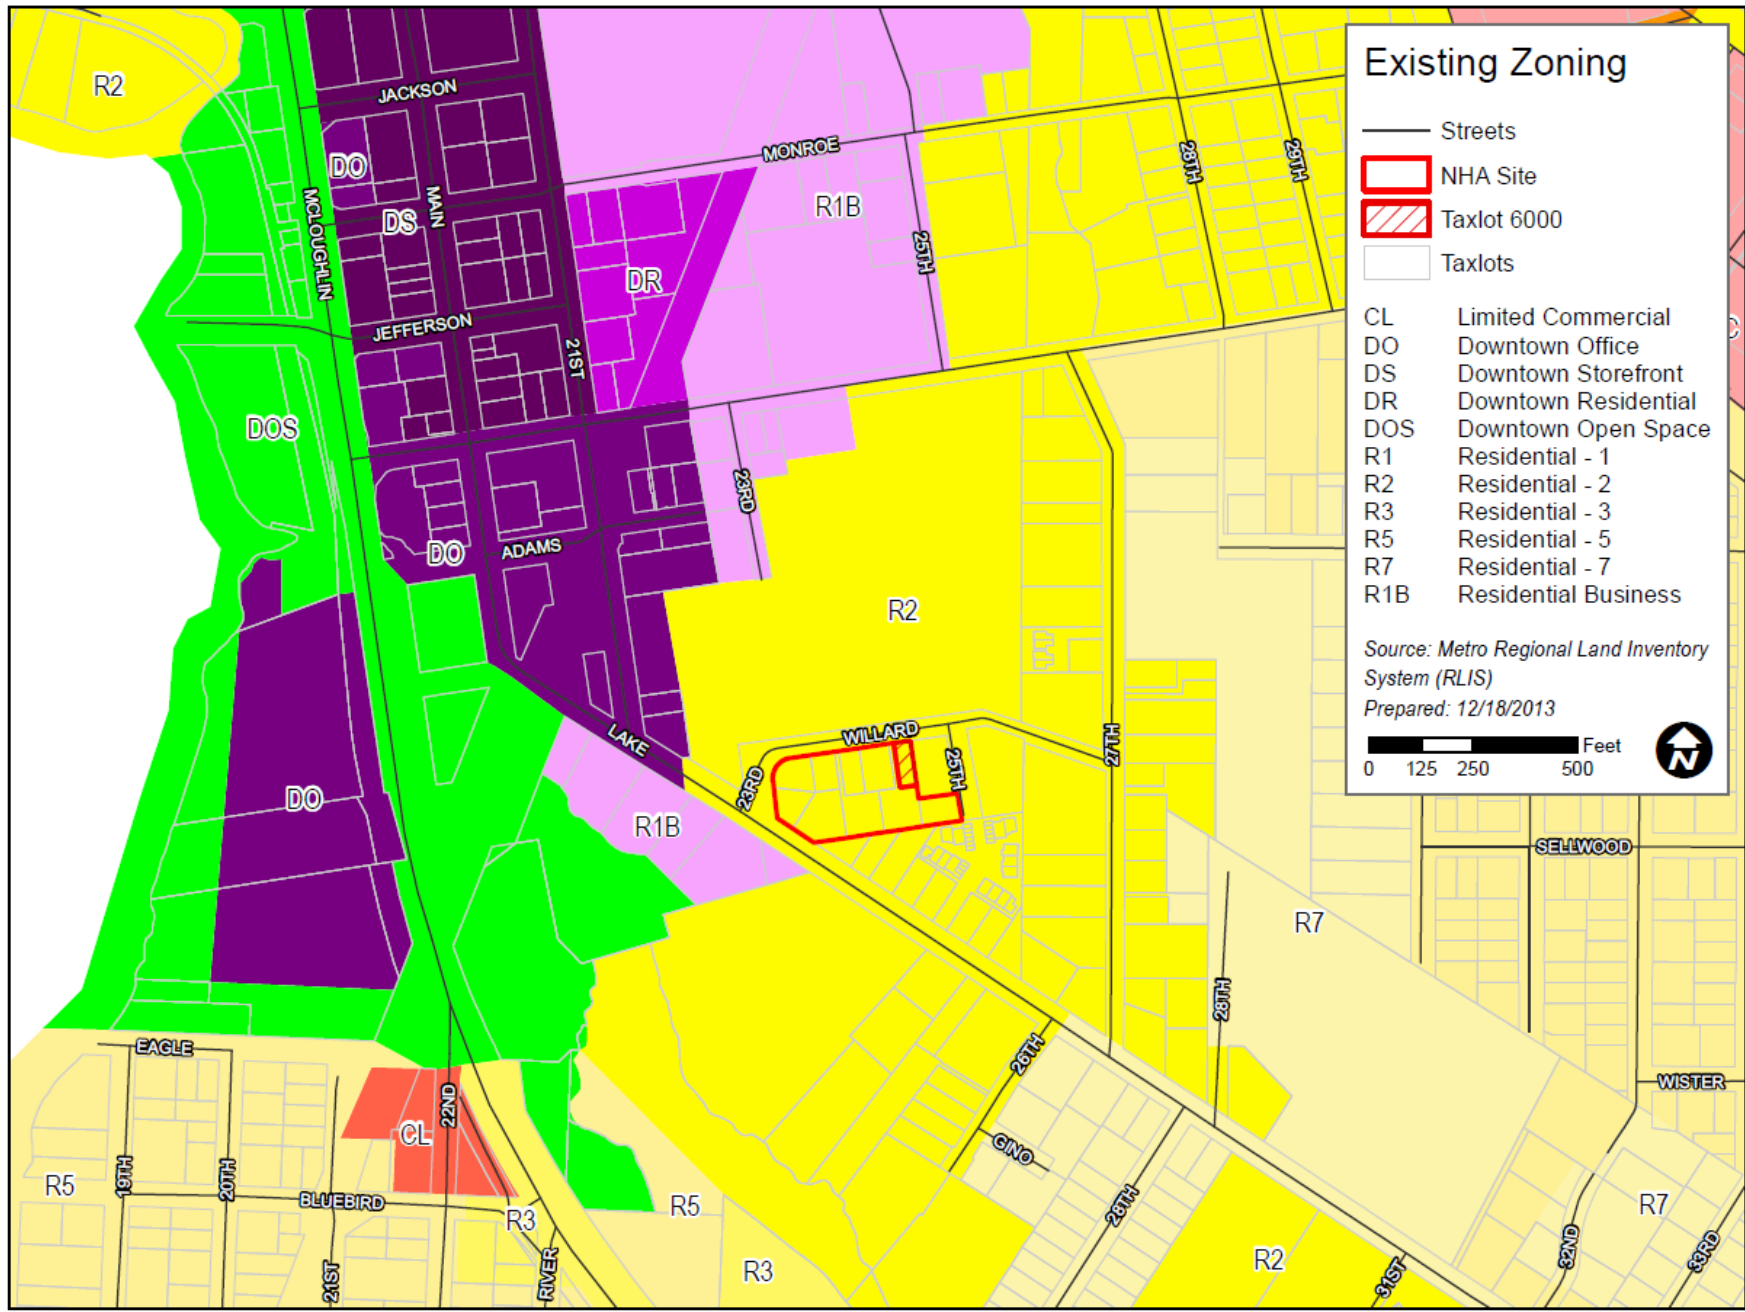 Existing Zoning
Streets
NHA Site
Taxlot 6000
Taxlots
CL Limited Commercial
DO Downtown Office
DS Downtown Storefront
DR Downtown Residential
DOS Downtown Open Space
R1 Residential - 1
R2 Residential - 2
R3 Residential - 3
R5 Residential - 5
R7 Residential - 7
R1B Residential Business
Source: Metro Regional Land Inventory
System (RLIS)
Prepared: 12/18/2013
Feet
0 125 250 500
N
R2
JACKSON
DO
MONROE
28TH
29TH
MCLOUGHLIN
MAIN
DS
R1B
25TH
DR
JEFFERSON
21ST
DOS
23RD
DO
ADAMS
R2
LAKE
WILLARD
25TH
27TH
23RD
DO
R1B
SELLWOOD
R7
28TH
EAGLE
26TH
WISTER
22ND
CL
GINO
19TH
20TH
R5
BLUEBIRD
R3
R5
28TH
R7
32ND
33RD
21ST
RIVER
R3
R2
31ST